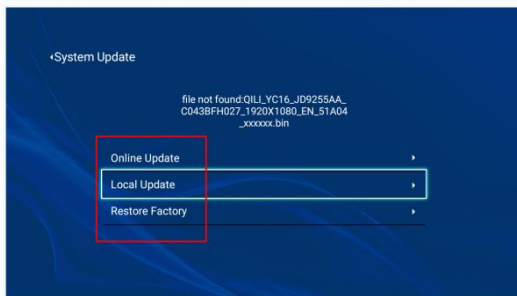 System Update
file not found:QILI_YC16_JD9255AA_
C043BFH027_1920X1080_EN_51A04
_xxxxxx.bin
Online Update
Local Update
Restore Factory